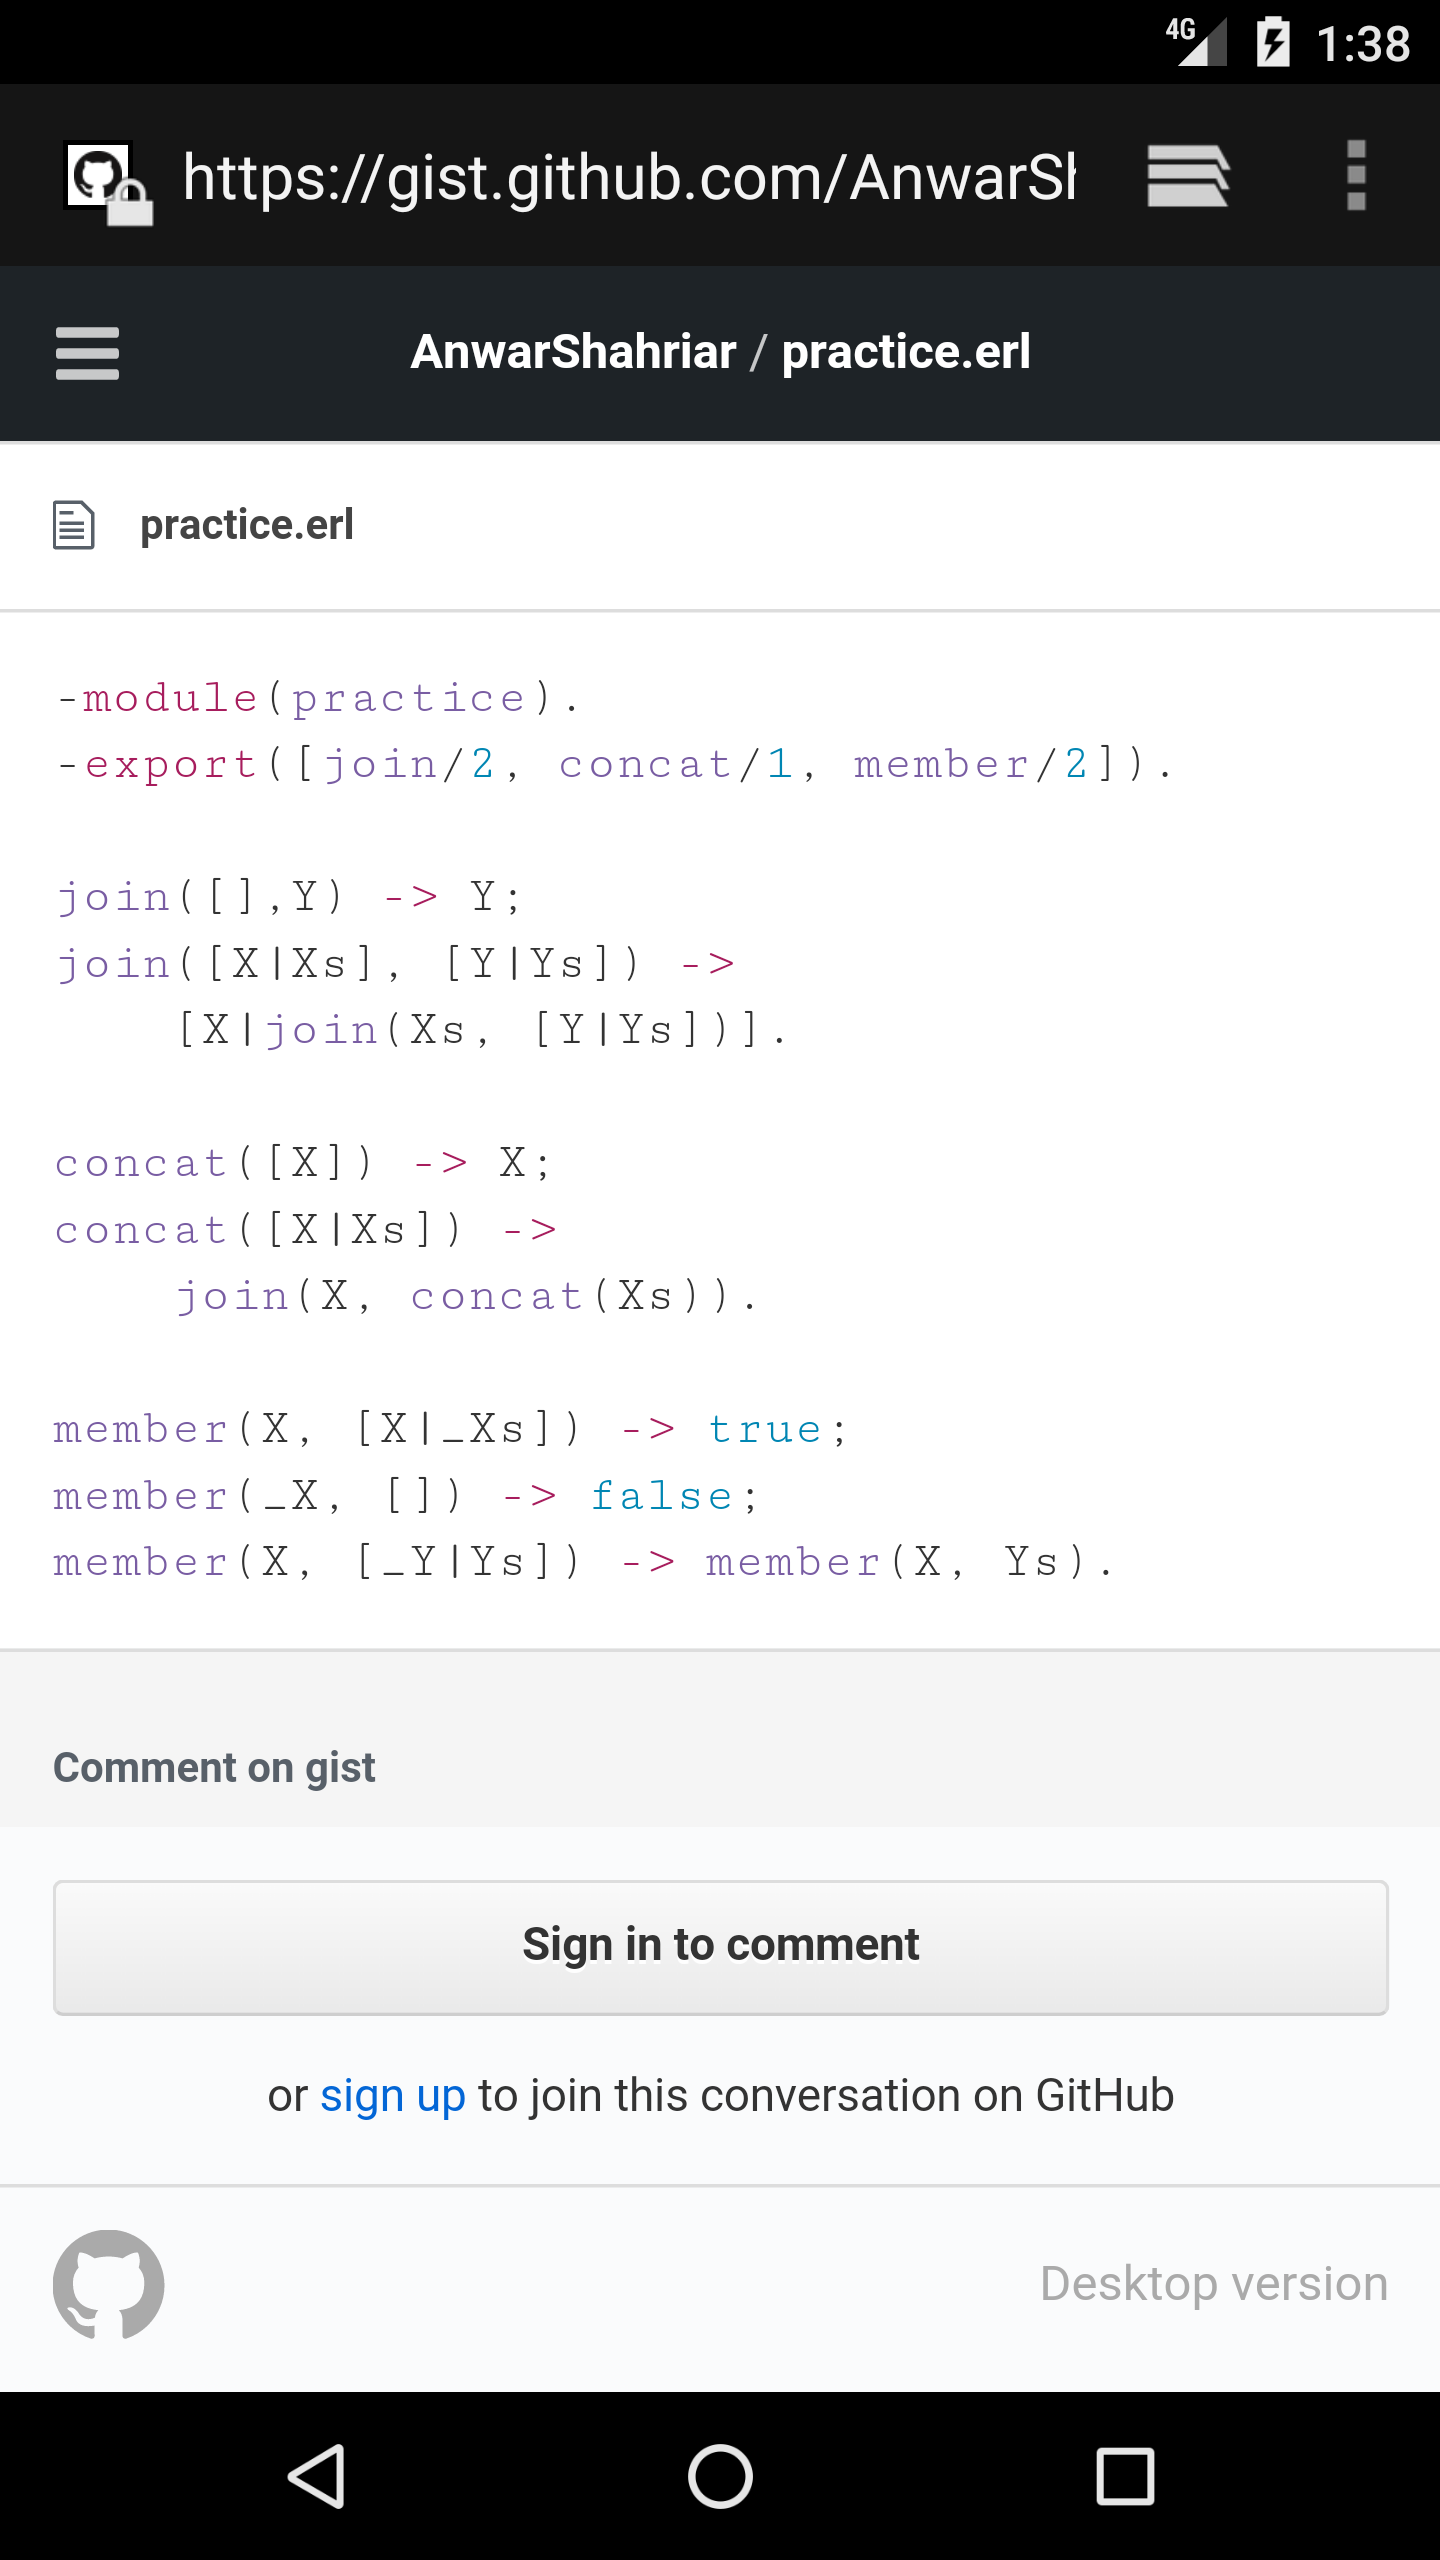 4G 1:38
https://gist.github.com/AnwarSh
AnwarShahriar / practice.erl
practice.erl
-module(practice).
-export([join/2, concat/1, member/2]).
join([],Y) -> Y;
join([X|Xs], [Y|Ys]) ->
    [X|join(Xs, [Y|Ys])].
concat([X]) -> X;
concat([X|Xs]) ->
    join(X, concat(Xs)).
member(X, [X|_Xs]) -> true;
member(_X, []) -> false;
member(X, [_Y|Ys]) -> member(X, Ys).
Comment on gist
Sign in to comment
or sign up to join this conversation on GitHub
Desktop version